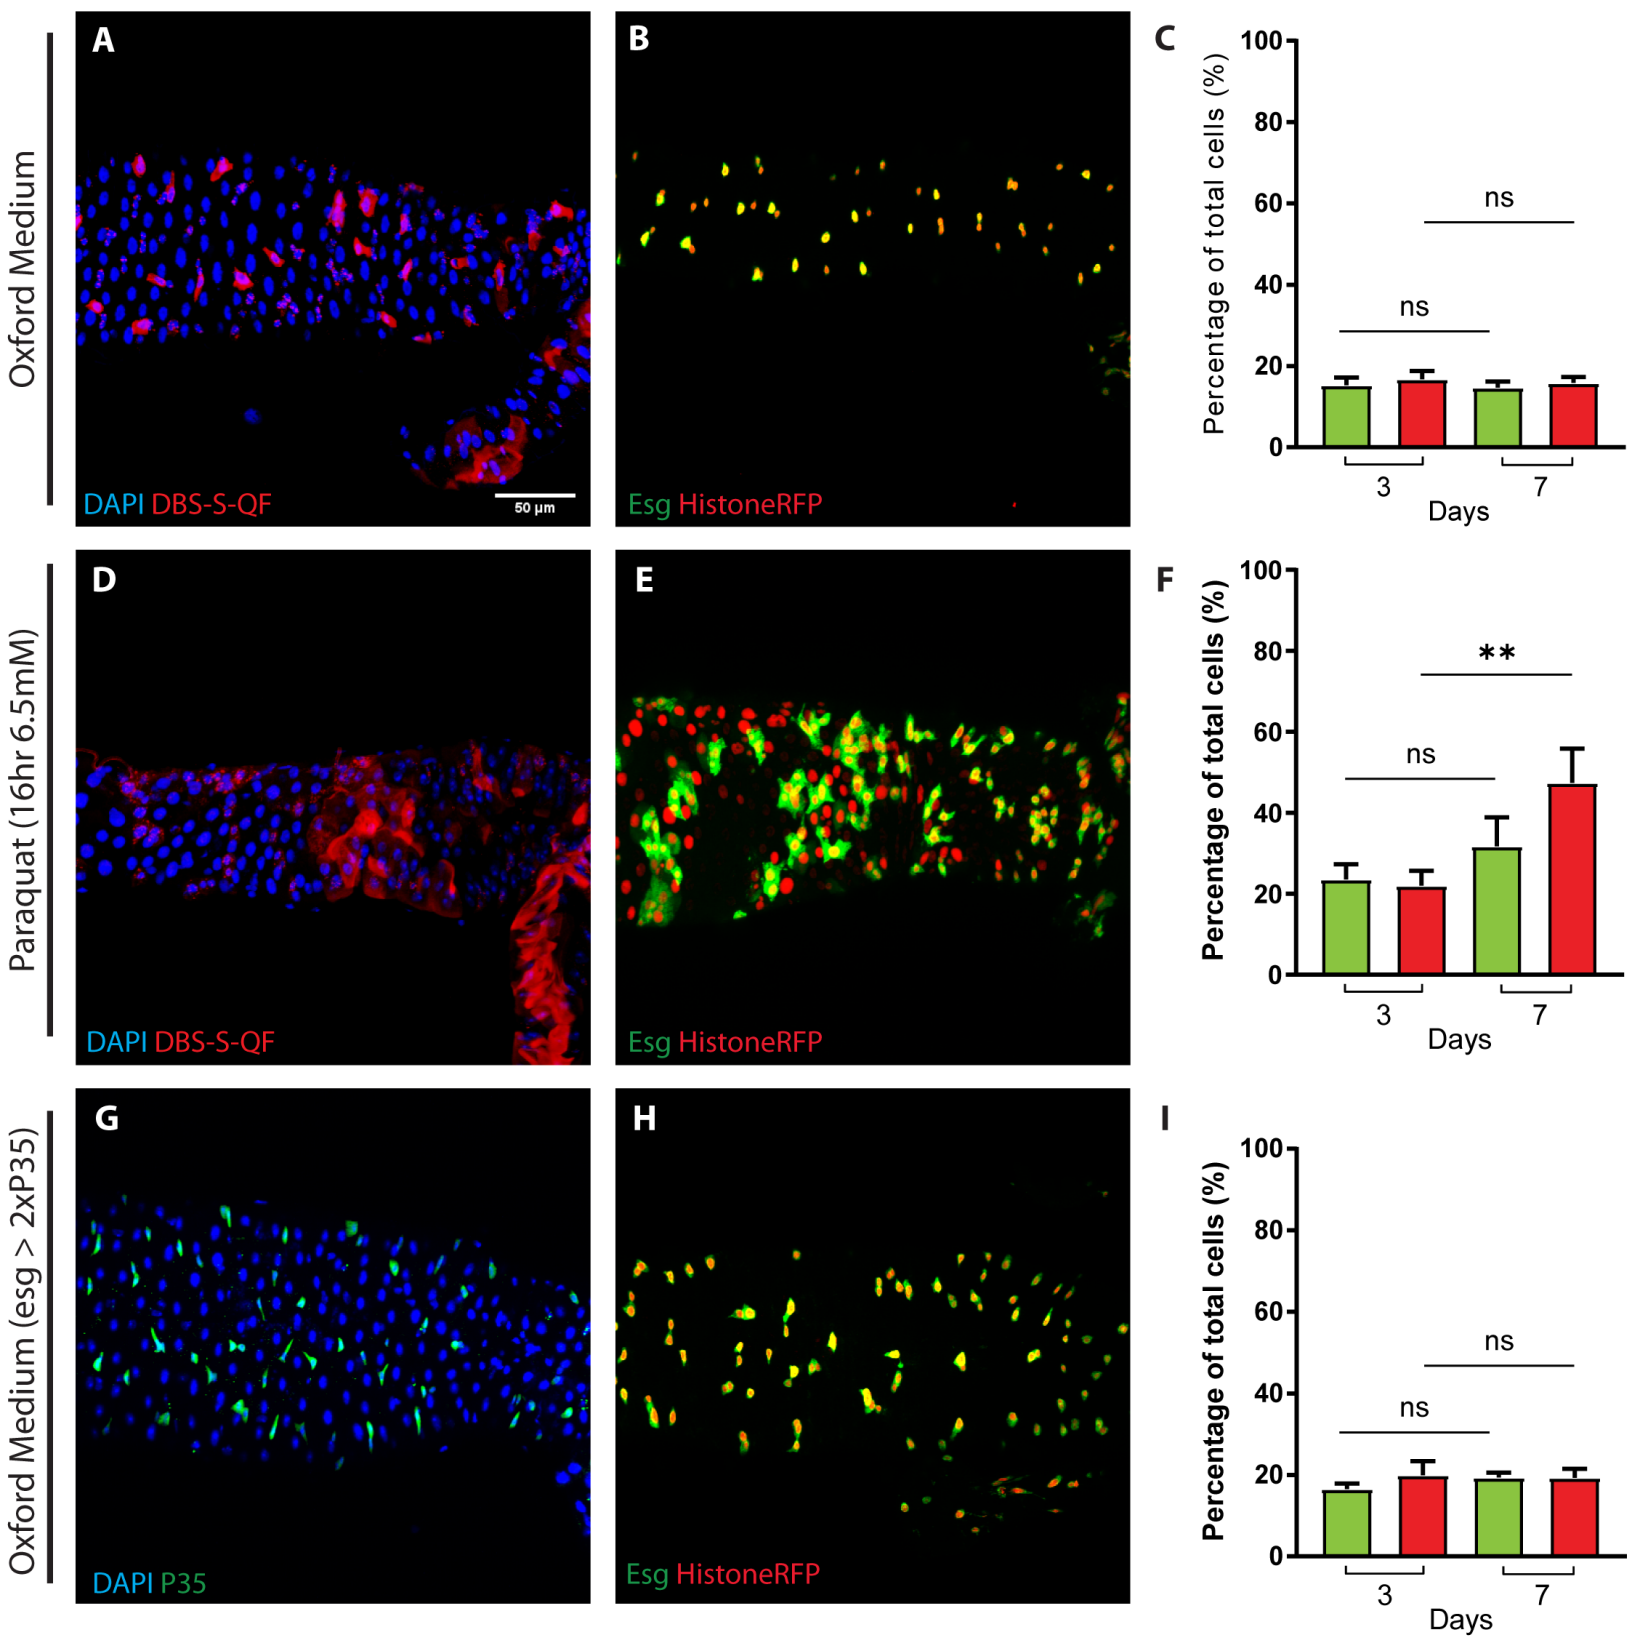 Oxford Medium
A
DAPI DBS-S-QF
50 µm
B
Esg HistoneRFP
C
Percentage of total cells (%)
100
80
60
40
20
0
ns
ns
3
7
Days
Paraquat (16hr 6.5mM)
D
DAPI DBS-S-QF
E
Esg HistoneRFP
F
Percentage of total cells (%)
100
80
60
40
20
0
ns
**
3
7
Days
Oxford Medium (esg > 2xP35)
G
DAPI P35
H
Esg HistoneRFP
I
Percentage of total cells (%)
100
80
60
40
20
0
ns
ns
3
7
Days